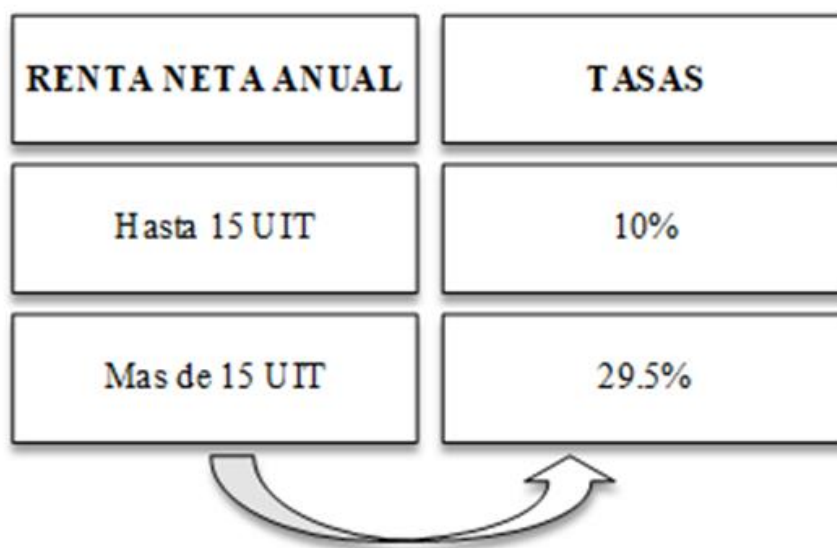 RENTA NETA ANUAL
TASAS
Hasta 15 UIT
10%
Mas de 15 UIT
29.5%